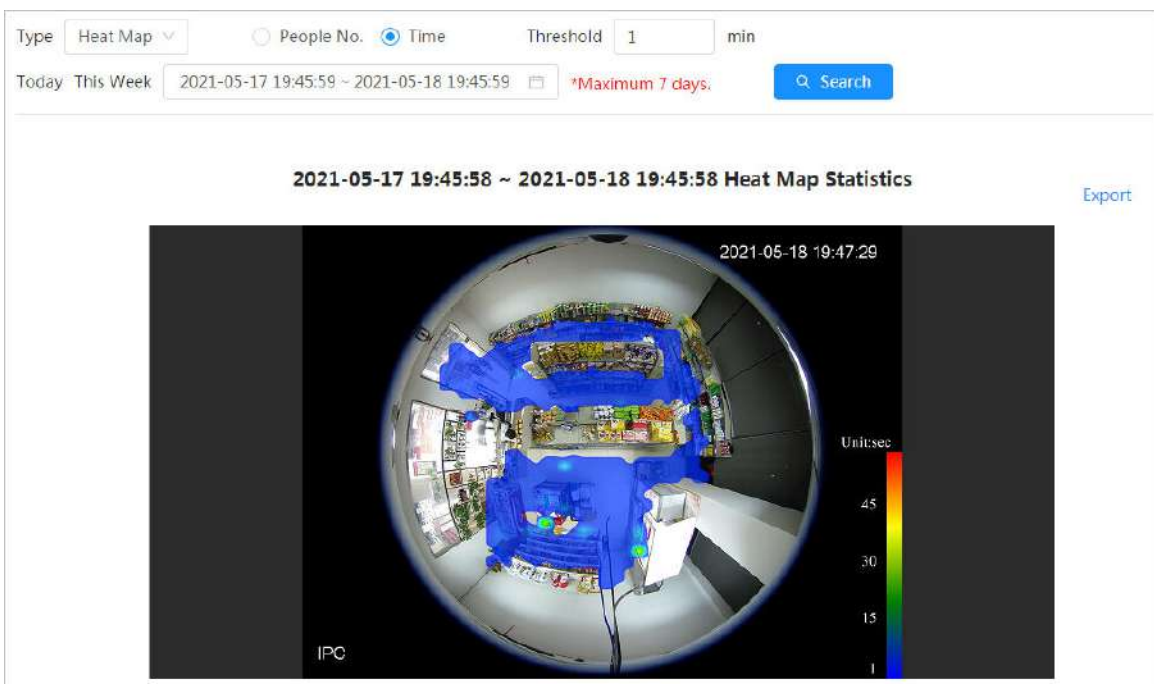 Type Heat Map People No. Time Threshold 1 min
Today This Week 2021-05-17 19:45:59 ~ 2021-05-18 19:45:59 *Maximum 7 days. Search
2021-05-17 19:45:58 ~ 2021-05-18 19:45:58 Heat Map Statistics
Export
2021-05-18 19:47:29
Unit:sec
45
30
15
1
IPC